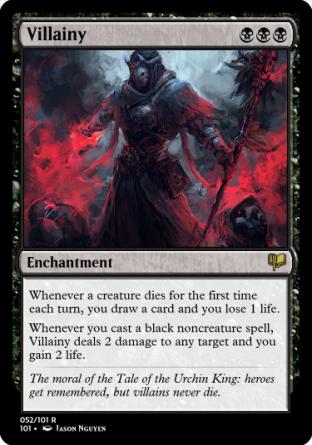 Villainy
Enchantment
Whenever a creature dies for the first time
each turn, you draw a card and you lose 1 life.
Whenever you cast a black noncreature spell,
Villainy deals 2 damage to any target and you
gain 2 life.
The moral of the Tale of the Urchin King: heroes
get remembered, but villains never die.
052/101 R
101 • Jason Nguyen